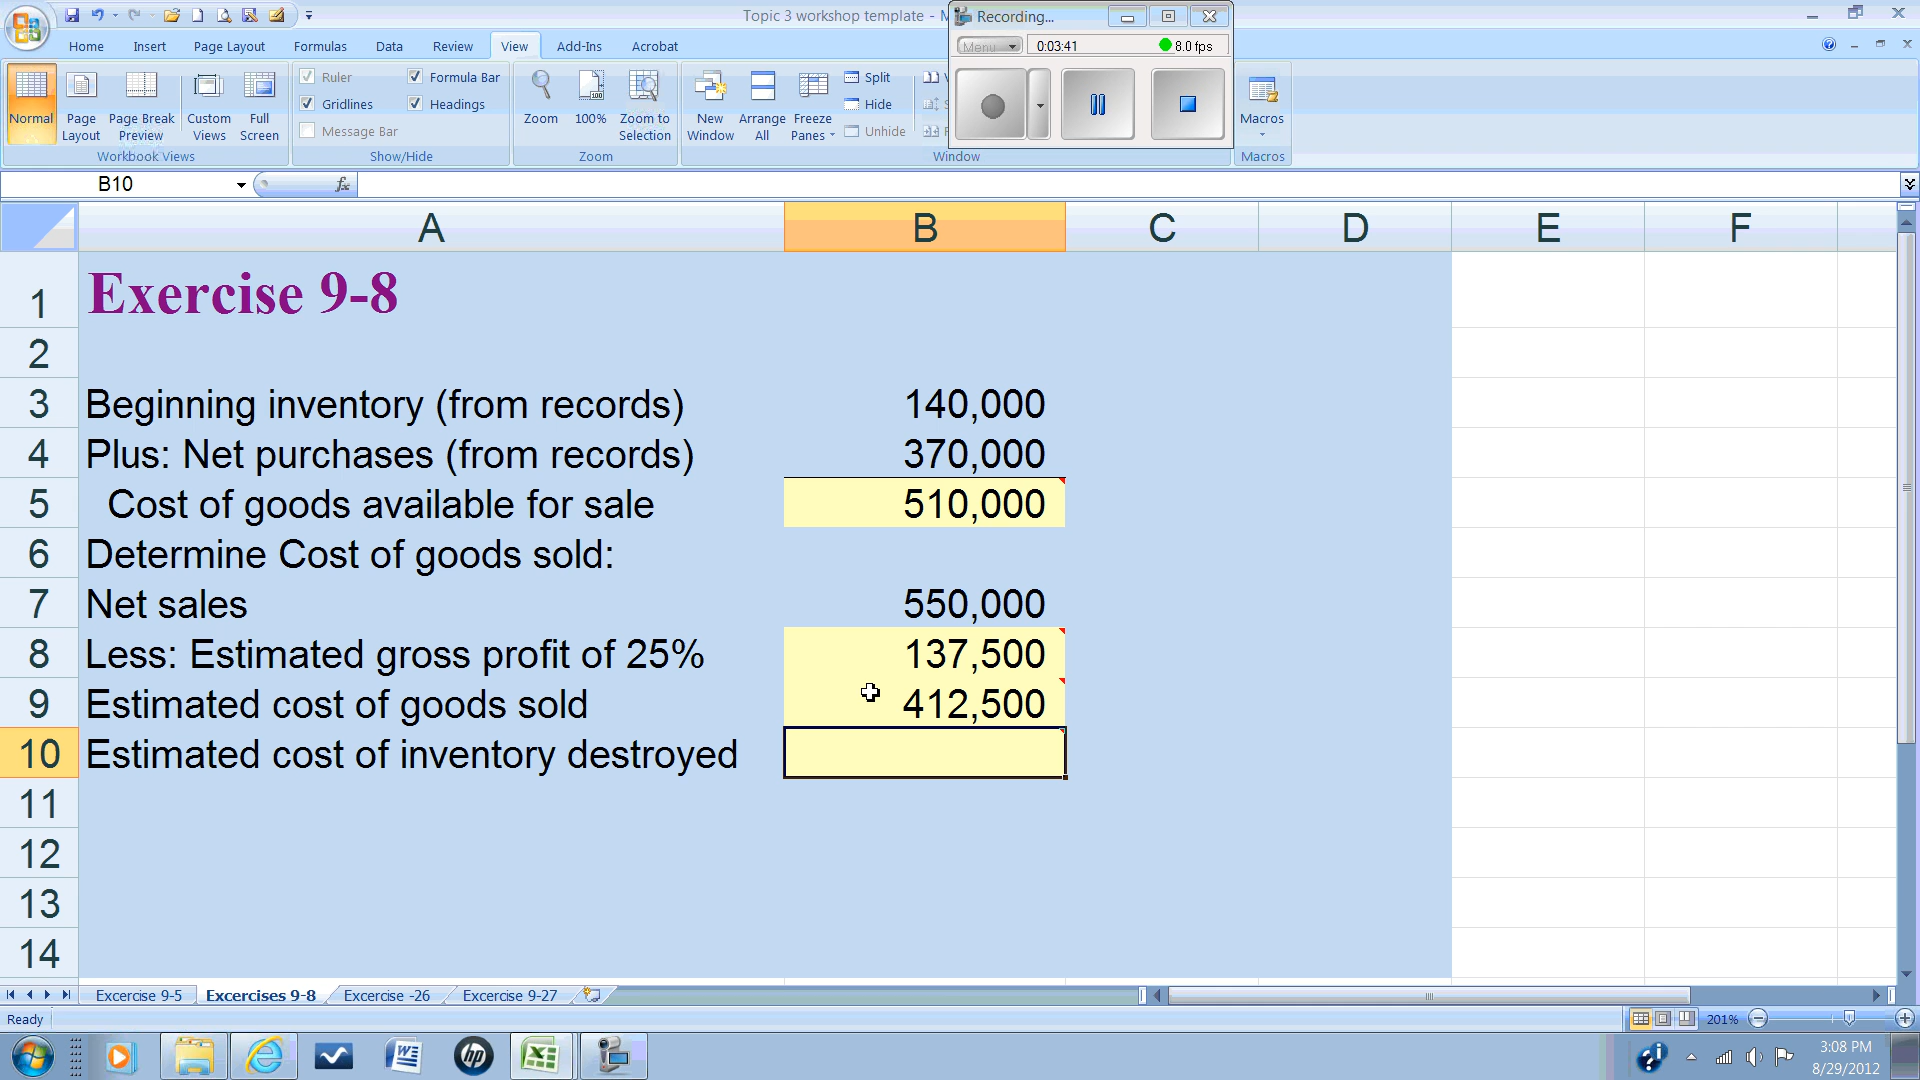 Topic 3 workshop template - M
Recording...
Menu
0:03:41
8.0 fps
Home Insert Page Layout Formulas Data Review View Add-Ins Acrobat
Normal
Page Layout
Page Break Preview
Custom Views
Full Screen
Workbook Views
Ruler
Formula Bar
Gridlines
Headings
Message Bar
Show/Hide
Zoom
100%
Zoom to Selection
Zoom
New Window
Arrange All
Freeze Panes
Split
Hide
Unhide
Window
Macros
Macros
B10
fx
A B C D E F
1 Exercise 9-8
2
3 Beginning inventory (from records) 140,000
4 Plus: Net purchases (from records) 370,000
5 Cost of goods available for sale 510,000
6 Determine Cost of goods sold:
7 Net sales 550,000
8 Less: Estimated gross profit of 25% 137,500
9 Estimated cost of goods sold 412,500
10 Estimated cost of inventory destroyed
11
12
13
14
Excercise 9-5 Excercises 9-8 Excercise -26 Excercise 9-27
Ready
201%
3:08 PM
8/29/2012